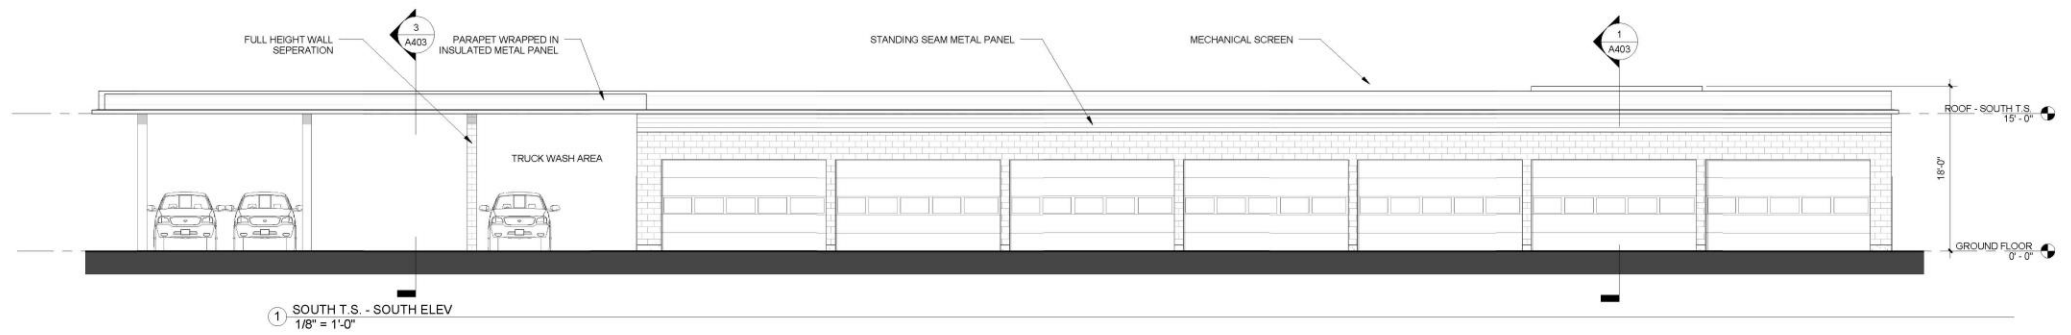 3
A403
FULL HEIGHT WALL
SEPERATION
PARAPET WRAPPED IN
INSULATED METAL PANEL
STANDING SEAM METAL PANEL
MECHANICAL SCREEN
1
A403
ROOF - SOUTH T.S.
15' - 0"
TRUCK WASH AREA
18'-0"
GROUND FLOOR
0' - 0"
1
SOUTH T.S. - SOUTH ELEV
1/8" = 1'-0"